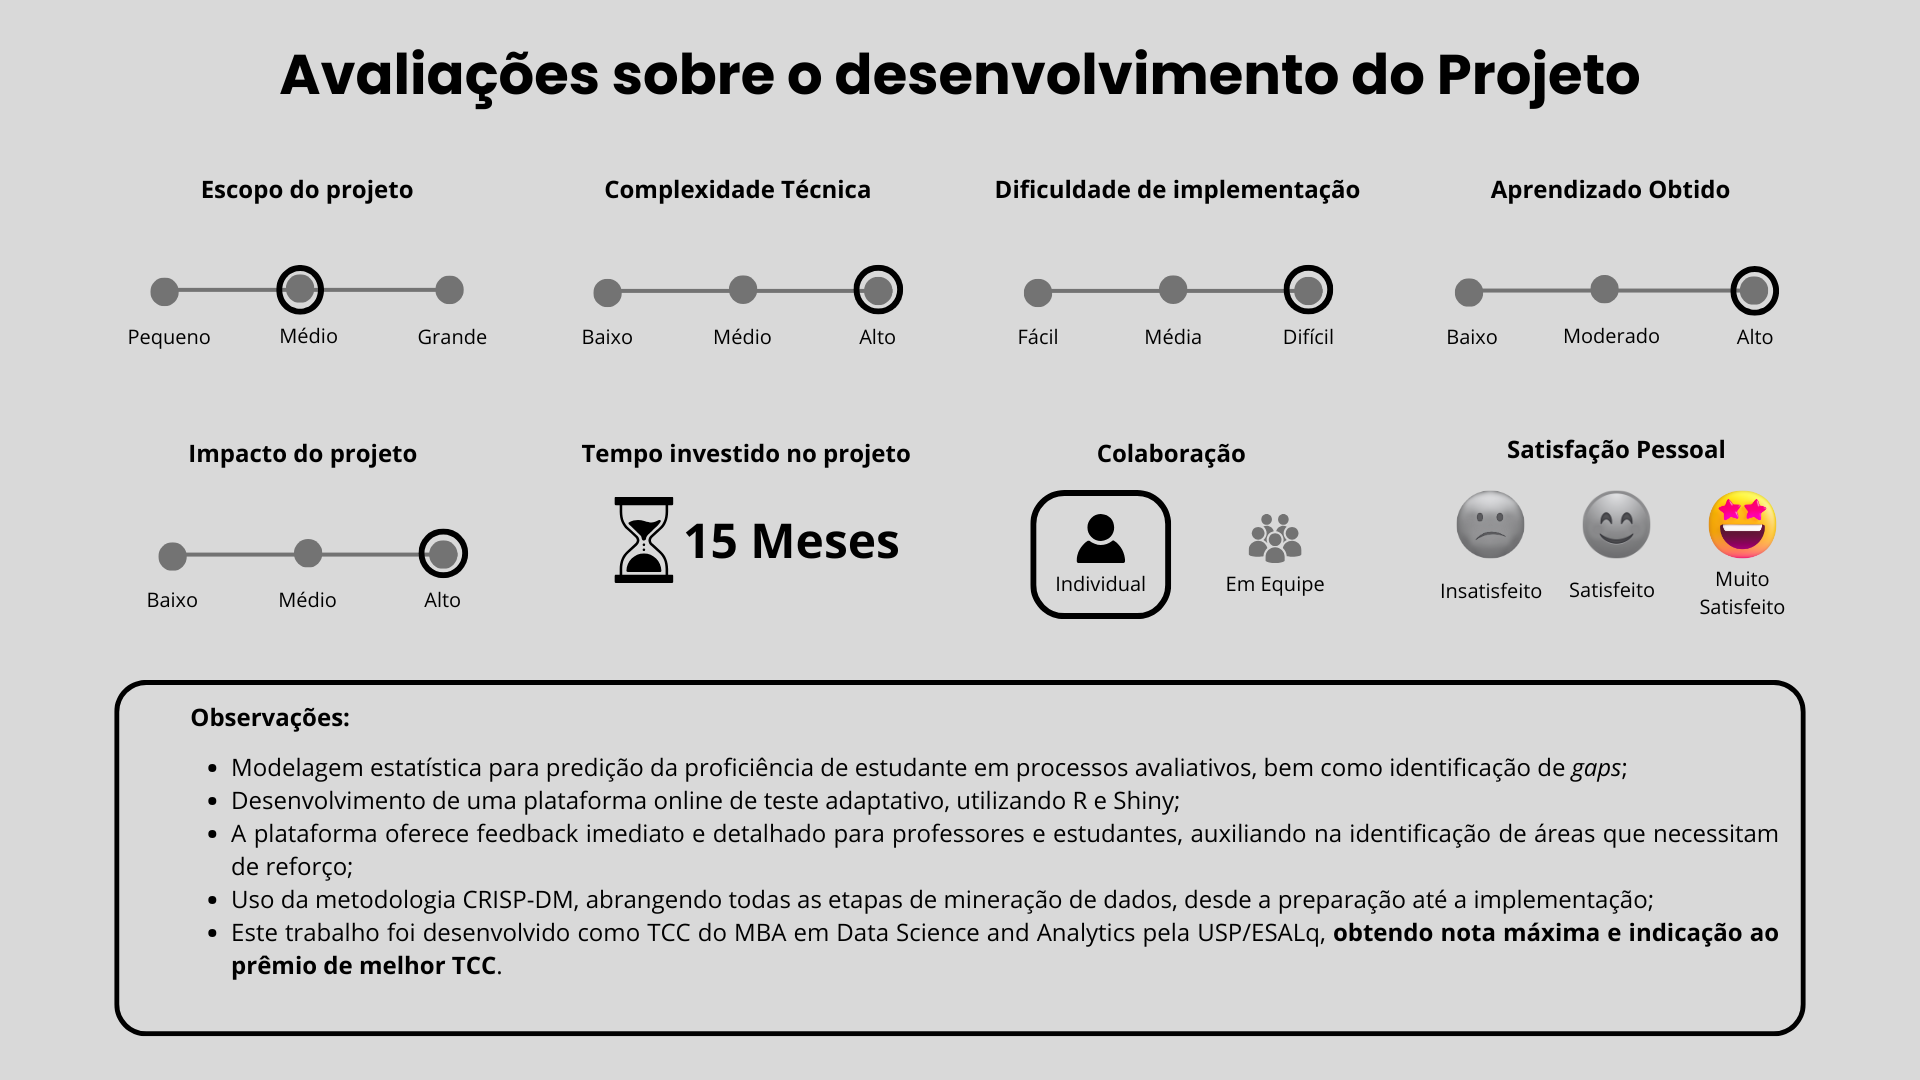 Avaliações sobre o desenvolvimento do Projeto
Escopo do projeto
Pequeno
Médio
Grande
Complexidade Técnica
Baixo
Médio
Alto
Dificuldade de implementação
Fácil
Média
Difícil
Aprendizado Obtido
Baixo
Moderado
Alto
Impacto do projeto
Baixo
Médio
Alto
Tempo investido no projeto
15 Meses
Colaboração
Individual
Em Equipe
Satisfação Pessoal
Insatisfeito
Satisfeito
Muito
Satisfeito
Observações:
• Modelagem estatística para predição da proficiência de estudante em processos avaliativos, bem como identificação de gaps;
• Desenvolvimento de uma plataforma online de teste adaptativo, utilizando R e Shiny;
• A plataforma oferece feedback imediato e detalhado para professores e estudantes, auxiliando na identificação de áreas que necessitam
de reforço;
• Uso da metodologia CRISP-DM, abrangendo todas as etapas de mineração de dados, desde a preparação até a implementação;
• Este trabalho foi desenvolvido como TCC do MBA em Data Science and Analytics pela USP/ESALq, obtendo nota máxima e indicação ao
prêmio de melhor TCC.